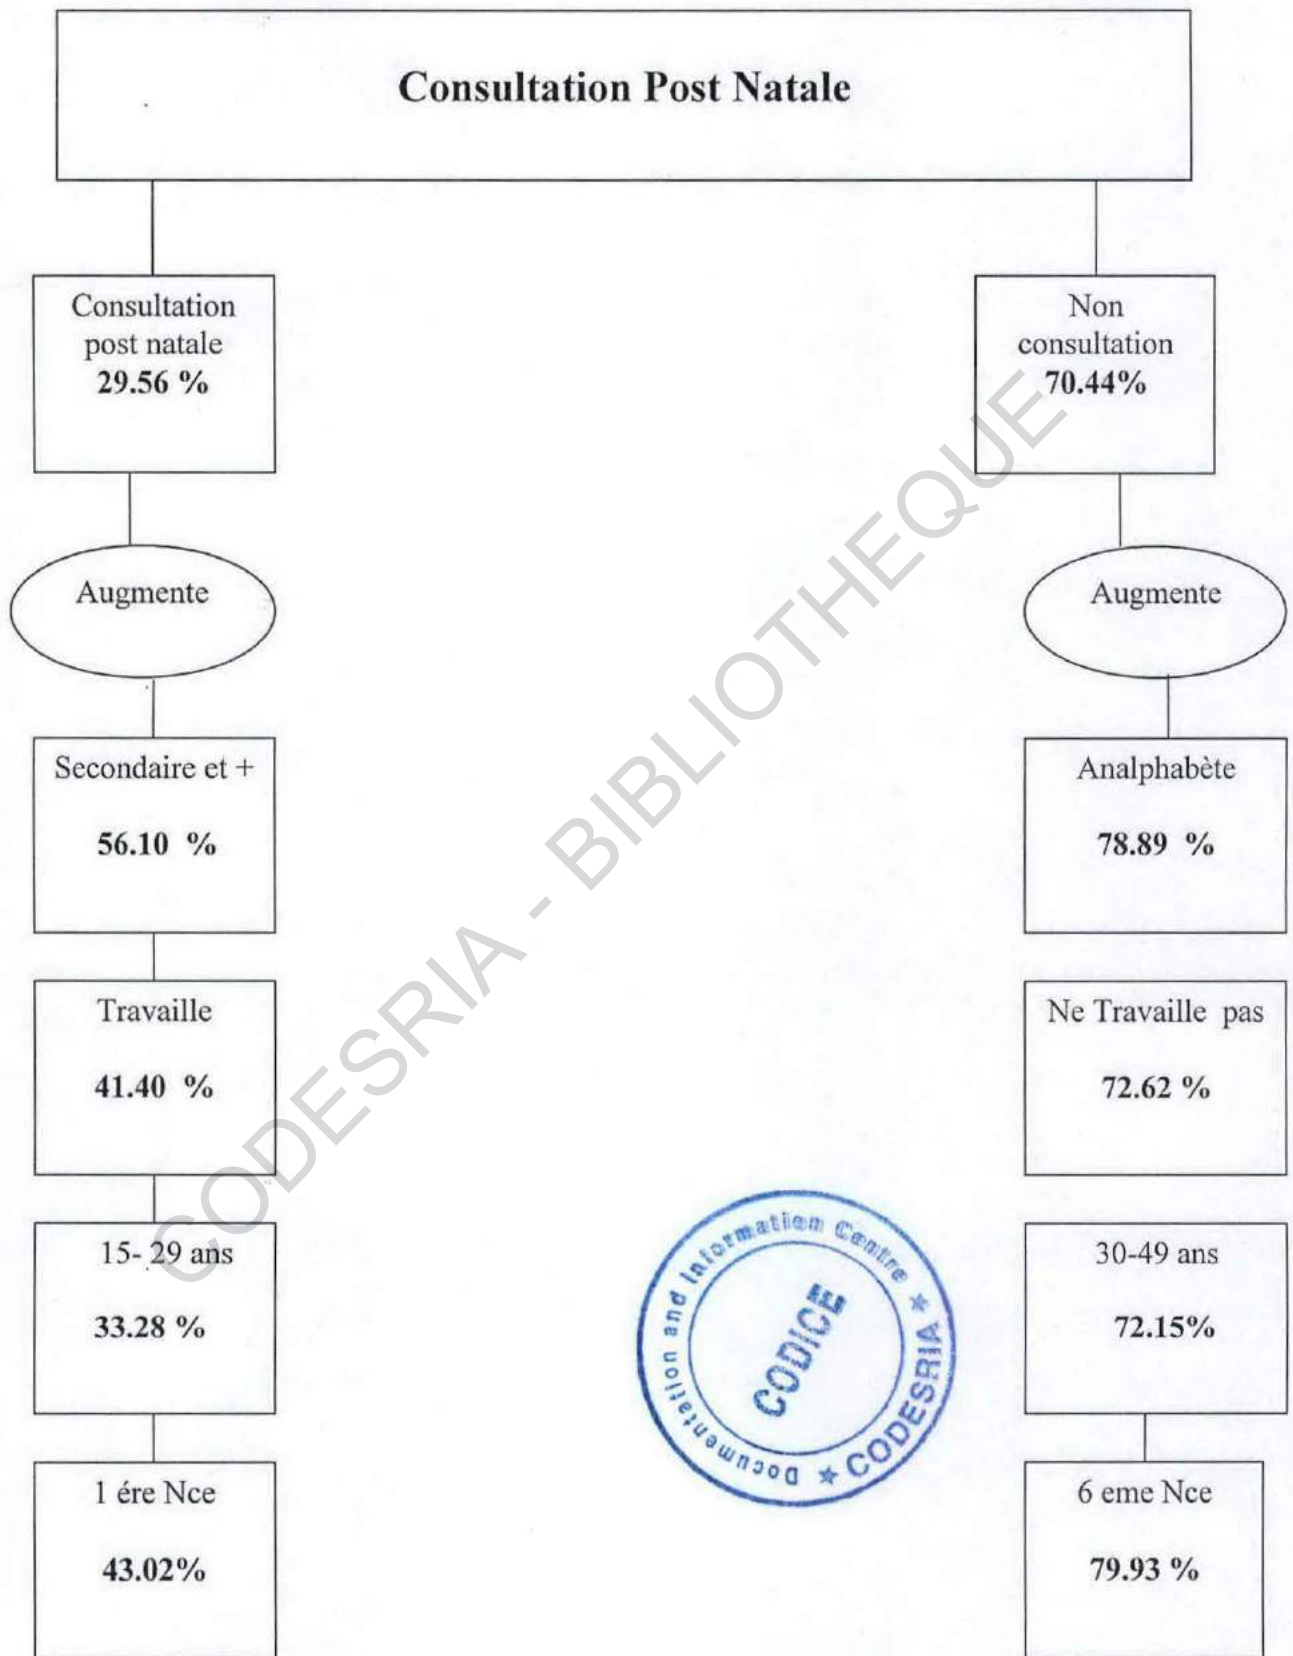 Consultation Post Natale
Consultation
post natale
29.56 %
Non
consultation
70.44%
Augmente
Augmente
Secondaire et +
56.10 %
Analphabète
78.89 %
Travaille
41.40 %
Ne Travaille pas
72.62 %
15- 29 ans
33.28 %
30-49 ans
72.15%
1 ére Nce
43.02%
6 eme Nce
79.93 %
CODESRIA - BIBLIOTHEQUE
Documentation and Information Centre ★ CODESRIA ★
CODICE